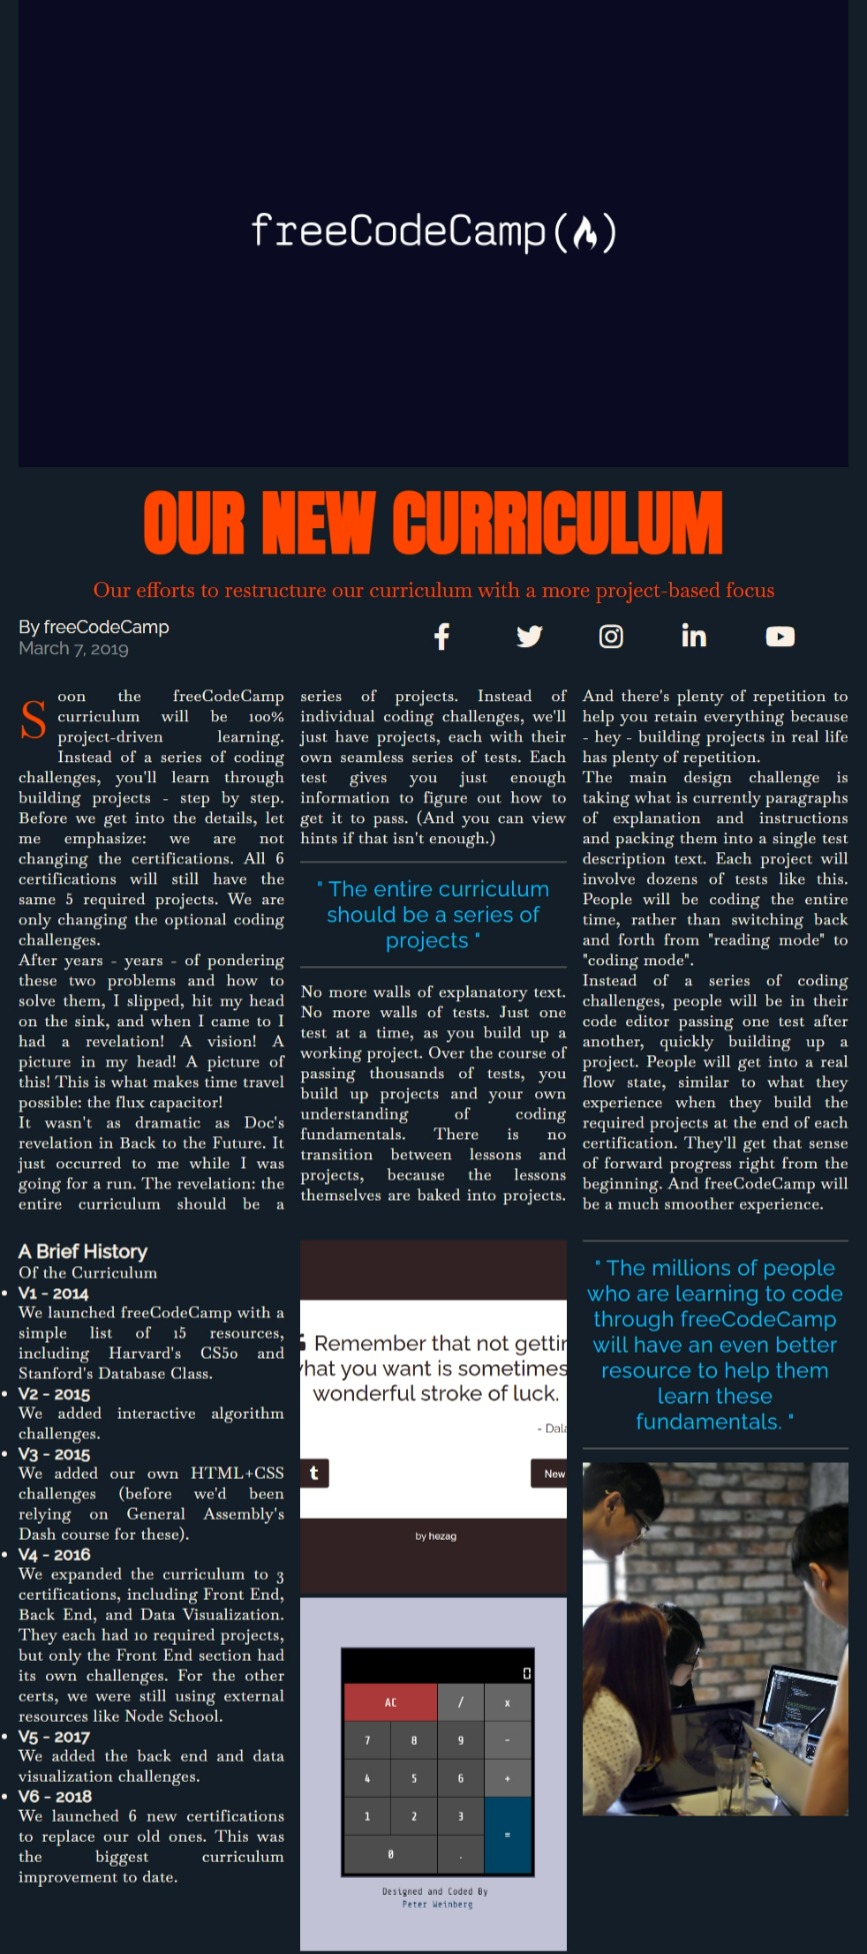 freeCodeCamp
OUR NEW CURRICULUM
Our efforts to restructure our curriculum with a more project-based focus
By freeCodeCamp
March 7, 2019
Soon the freeCodeCamp
curriculum will be 100%
project-driven learning.
Instead of a series of coding
challenges, you'll learn through
building projects - step by step.
Before we get into the details, let
me emphasize: we are not
changing the certifications. All 6
certifications will still have the
same 5 required projects. We are
only changing the optional coding
challenges.
After years - years - of pondering
these two problems and how to
solve them, I slipped, hit my head
on the sink, and when I came to I
had a revelation! A vision! A
picture in my head! A picture of
this! This is what makes time travel
possible: the flux capacitor!
It wasn't as dramatic as Doc's
revelation in Back to the Future. It
just occurred to me while I was
going for a run. The revelation: the
entire curriculum should be a
series of projects. Instead of
individual coding challenges, we'll
just have projects, each with their
own seamless series of tests. Each
test gives you just enough
information to figure out how to
get it to pass. (And you can view
hints if that isn't enough.)
" The entire curriculum
should be a series of
projects "
No more walls of explanatory text.
No more walls of tests. Just one
test at a time, as you build up a
working project. Over the course of
passing thousands of tests, you
build up projects and your own
understanding of coding
fundamentals. There is no
transition between lessons and
projects, because the lessons
themselves are baked into projects.
And there's plenty of repetition to
help you retain everything because
- hey - building projects in real life
has plenty of repetition.
The main design challenge is
taking what is currently paragraphs
of explanation and instructions
and packing them into a single test
description text. Each project will
involve dozens of tests like this.
People will be coding the entire
time, rather than switching back
and forth from "reading mode" to
"coding mode".
Instead of a series of coding
challenges, people will be in their
code editor passing one test after
another, quickly building up a
project. People will get into a real
flow state, similar to what they
experience when they build the
required projects at the end of each
certification. They'll get that sense
of forward progress right from the
beginning. And freeCodeCamp will
be a much smoother experience.
A Brief History
Of the Curriculum
• V1 - 2014
We launched freeCodeCamp with a
simple list of 15 resources,
including Harvard's CS50 and
Stanford's Database Class.
• V2 - 2015
We added interactive algorithm
challenges.
• V3 - 2015
We added our own HTML+CSS
challenges (before we'd been
relying on General Assembly's
Dash course for these).
• V4 - 2016
We expanded the curriculum to 3
certifications, including Front End,
Back End, and Data Visualization.
They each had 10 required projects,
but only the Front End section had
its own challenges. For the other
certs, we were still using external
resources like Node School.
• V5 - 2017
We added the back end and data
visualization challenges.
• V6 - 2018
We launched 6 new certifications
to replace our old ones. This was
the biggest curriculum
improvement to date.
Remember that not gettin
hat you want is sometimes
wonderful stroke of luck.
- Dala
t
New
by hezag
0
AC / x
7 8 9 -
4 5 6 +
1 2 3
=
0 .
Designed and Coded By
Peter Weinberg
" The millions of people
who are learning to code
through freeCodeCamp
will have an even better
resource to help them
learn these
fundamentals. "